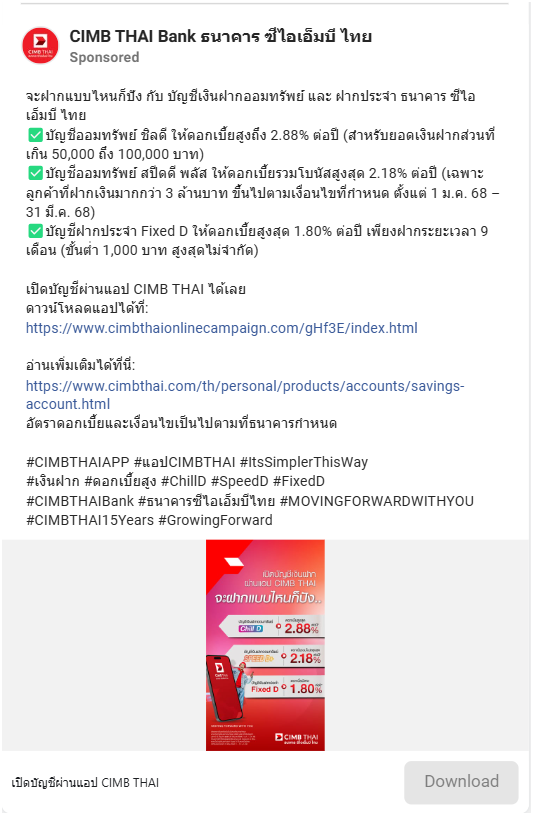 CIMB THAI Bank ธนาคาร ซีไอเอ็มบี ไทย
Sponsored
จะฝากแบบไหนก็ปัง กับ บัญชีเงินฝากออมทรัพย์ และ ฝากประจำ ธนาคาร ซีไอ
เอ็มบี ไทย
✅บัญชีออมทรัพย์ ชิลดี ให้ดอกเบี้ยสูงถึง 2.88% ต่อปี (สำหรับยอดเงินฝากส่วนที่
เกิน 50,000 ถึง 100,000 บาท)
✅บัญชีออมทรัพย์ สปีดดี พลัส ให้ดอกเบี้ยรวมโบนัสสูงสุด 2.18% ต่อปี (เฉพาะ
ลูกค้าที่ฝากเงินมากกว่า 3 ล้านบาท ขึ้นไปตามเงื่อนไขที่กำหนด ตั้งแต่ 1 ม.ค. 68 –
31 มี.ค. 68)
✅บัญชีฝากประจำ Fixed D ให้ดอกเบี้ยสูงสุด 1.80% ต่อปี เพียงฝากระยะเวลา 9
เดือน (ขั้นต่ำ 1,000 บาท สูงสุดไม่จำกัด)
เปิดบัญชีผ่านแอป CIMB THAI ได้เลย
ดาวน์โหลดแอปได้ที่:
https://www.cimbthaionlinecampaign.com/gHf3E/index.html
อ่านเพิ่มเติมได้ที่นี่:
https://www.cimbthai.com/th/personal/products/accounts/savings-
account.html
อัตราดอกเบี้ยและเงื่อนไขเป็นไปตามที่ธนาคารกำหนด
#CIMBTHAIAPP #แอปCIMBTHAI #ItsSimplerThisWay
#เงินฝาก #ดอกเบี้ยสูง #ChillD #SpeedD #FixedD
#CIMBTHAIBank #ธนาคารซีไอเอ็มบีไทย #MOVINGFORWARDWITHYOU
#CIMBTHAI15Years #GrowingForward
เปิดบัญชีเงินฝาก
ผ่านแอป CIMB THAI
จะฝากแบบไหนก็ปัง..
Chill D 2.88%
SPEED D+ 2.18%
Fixed D 1.80%
CIMB THAI
เปิดบัญชีผ่านแอป CIMB THAI
Download